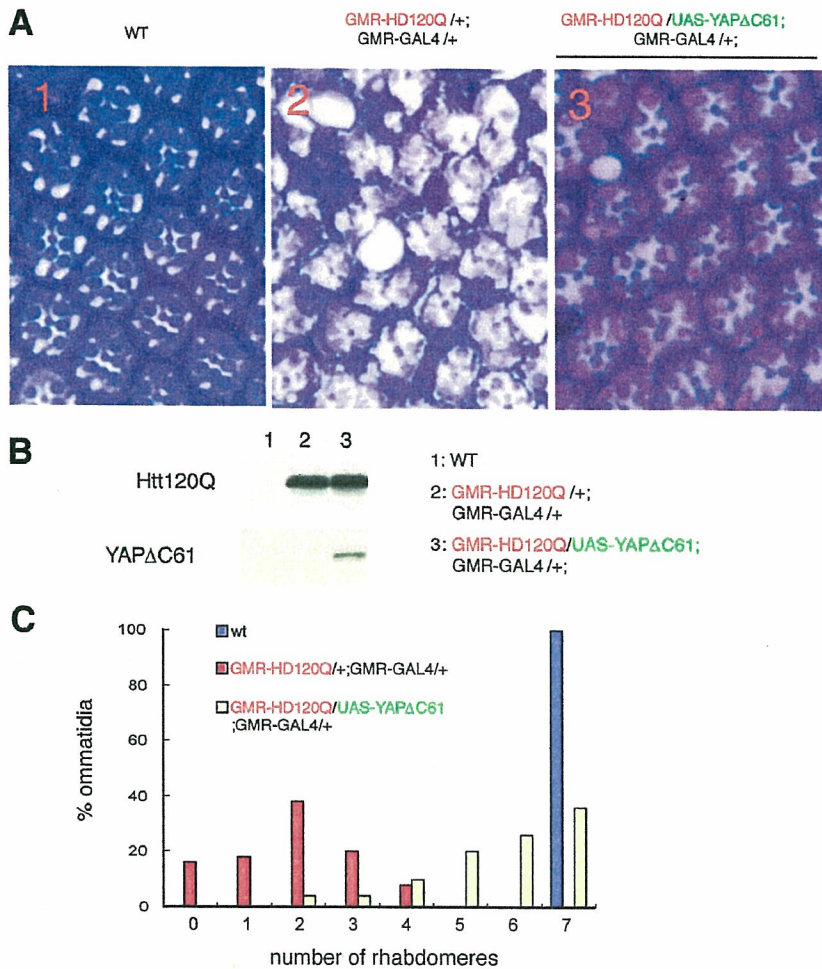 A
WT
GMR-HD120Q/+;
GMR-GAL4/+
GMR-HD120Q/UAS-YAPΔC61;
GMR-GAL4/+;
1
2
3
B
1 2 3
Htt120Q
YAPΔC61
1: WT
2: GMR-HD120Q/+;
GMR-GAL4/+
3: GMR-HD120Q/UAS-YAPΔC61;
GMR-GAL4/+;
C
wt
GMR-HD120Q/+;GMR-GAL4/+
GMR-HD120Q/UAS-YAPΔC61
;GMR-GAL4/+
% ommatidia
100
80
60
40
20
0
0 1 2 3 4 5 6 7
number of rhabdomeres